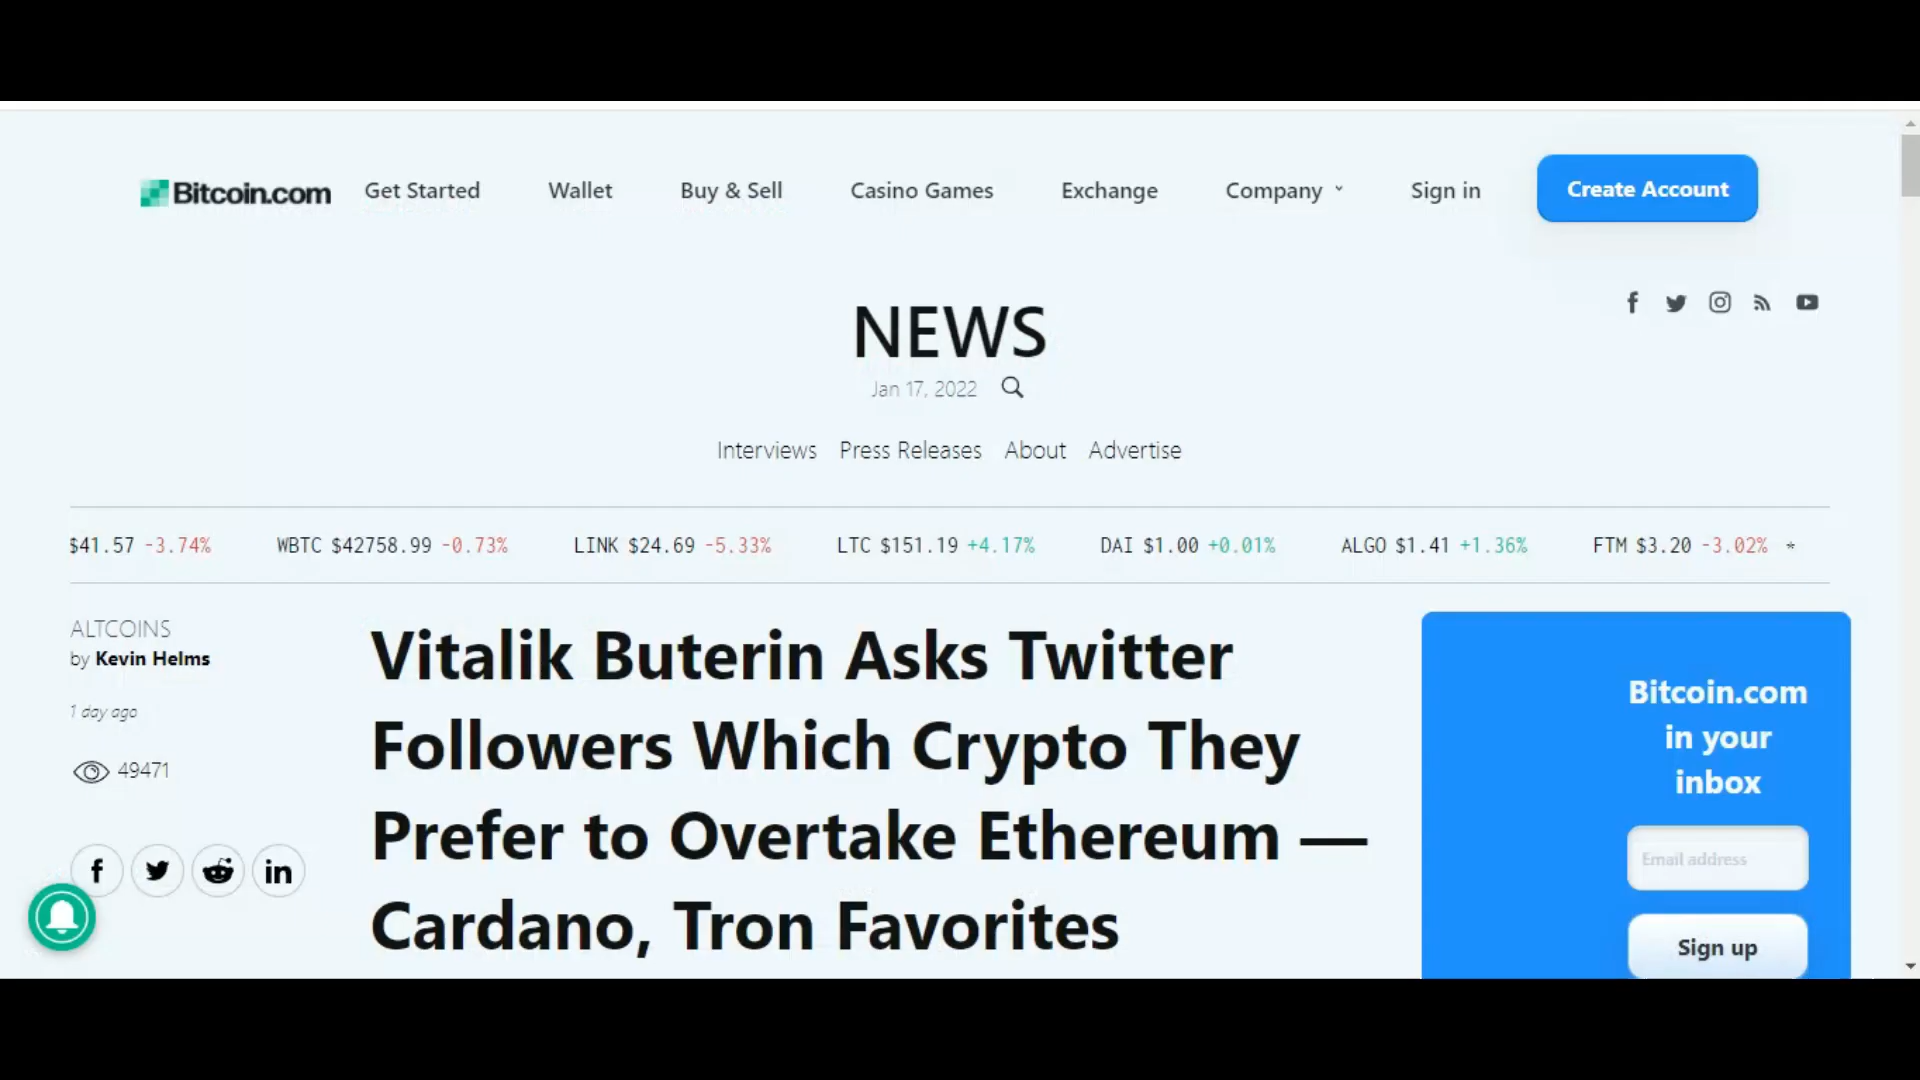 Bitcoin.com Get Started Wallet Buy & Sell Casino Games Exchange Company Sign in Create Account
NEWS
Jan 17, 2022
Interviews Press Releases About Advertise
$41.57 -3.74% WBTC $42758.99 -0.73% LINK $24.69 -5.33% LTC $151.19 +4.17% DAI $1.00 +0.01% ALGO $1.41 +1.36% FTM $3.20 -3.02% *
ALTCOINS
by Kevin Helms
1 day ago
49471
Vitalik Buterin Asks Twitter
Followers Which Crypto They
Prefer to Overtake Ethereum —
Cardano, Tron Favorites
Bitcoin.com
in your
inbox
Email address
Sign up